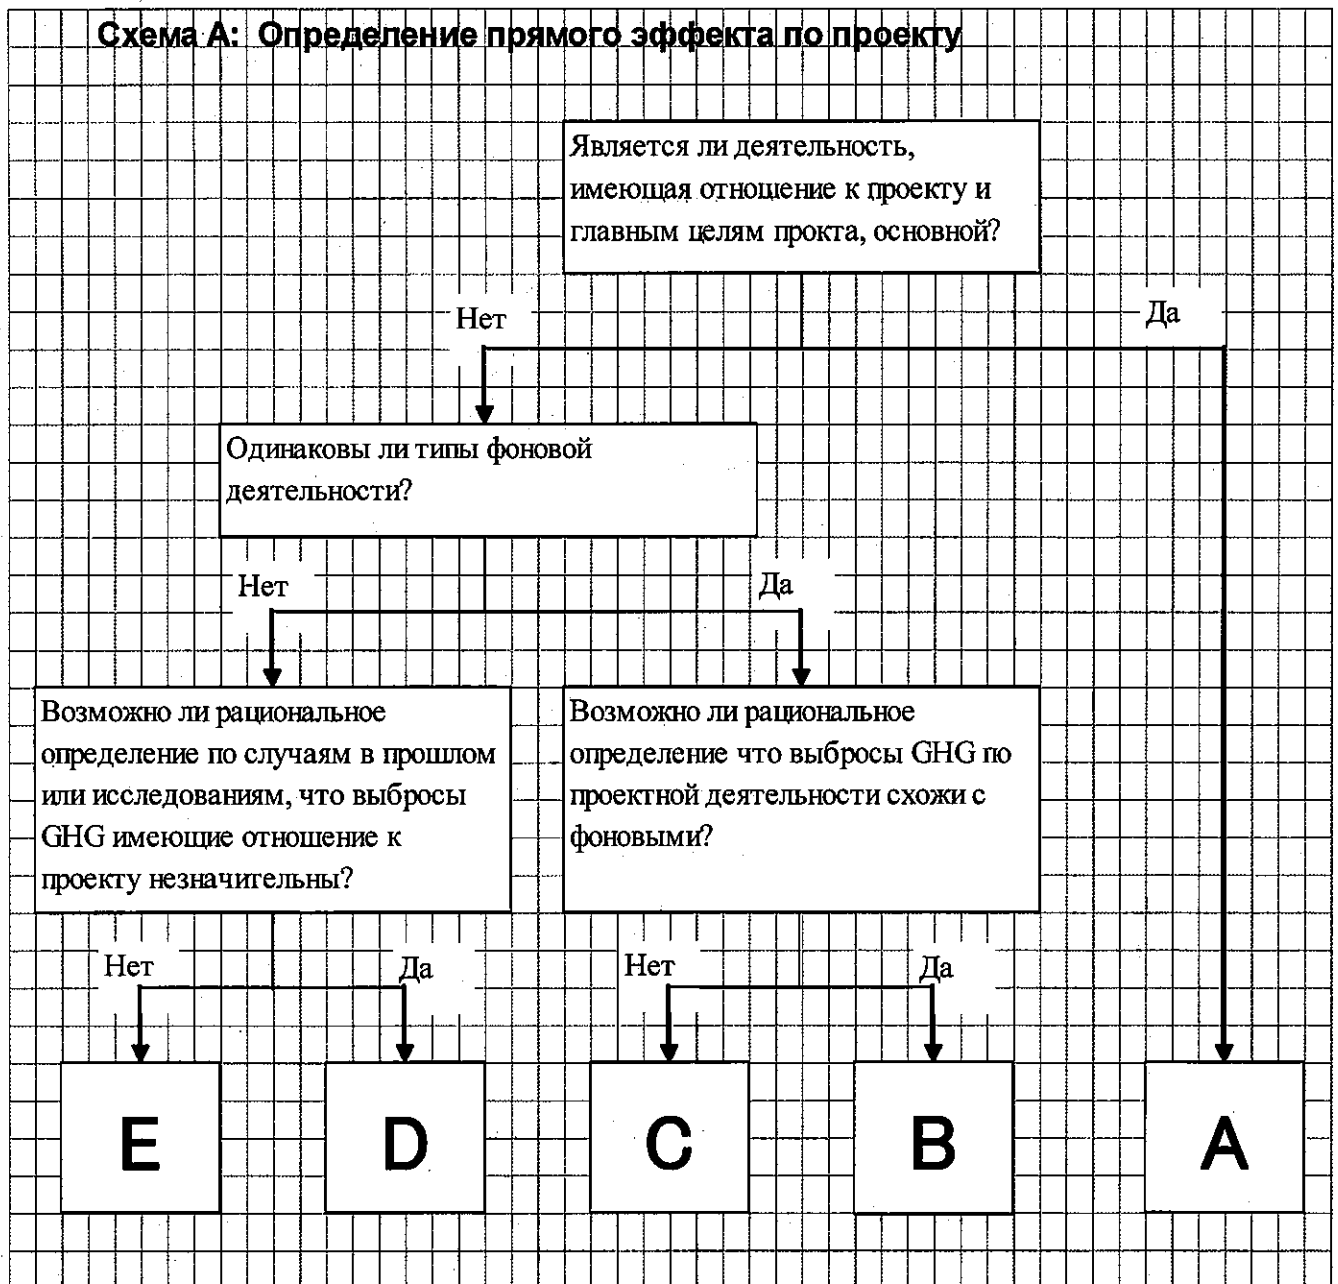 Схема А: Определение прямого эффекта по проекту
Является ли деятельность,
имеющая отношение к проекту и
главным целям прокта, основной?
Нет
Да
Одинаковы ли типы фоновой
деятельности?
Нет
Да
Возможно ли рациональное
определение по случаям в прошлом
или исследованиям, что выбросы
GHG имеющие отношение к
проекту незначительны?
Возможно ли рациональное
определение что выбросы GHG по
проектной деятельности схожи с
фоновыми?
Нет
Да
Нет
Да
E
D
C
B
A